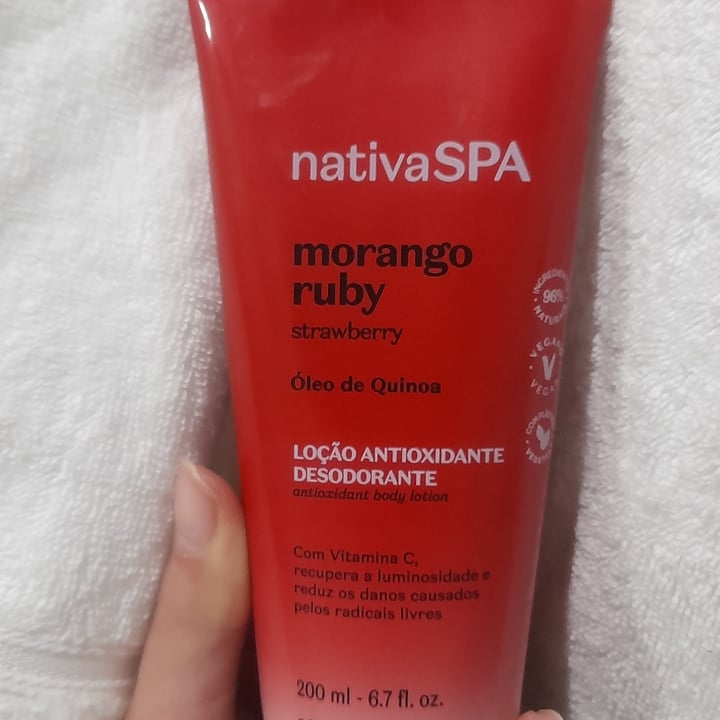 nativaSPA
morango
ruby
strawberry
Óleo de Quinoa
LOÇÃO ANTIOXIDANTE
DESODORANTE
antioxidant body lotion
Com Vitamina C,
recupera a luminosidade e
reduz os danos causados
pelos radicais livres
200 ml - 6.7 fl. oz.
96%
V